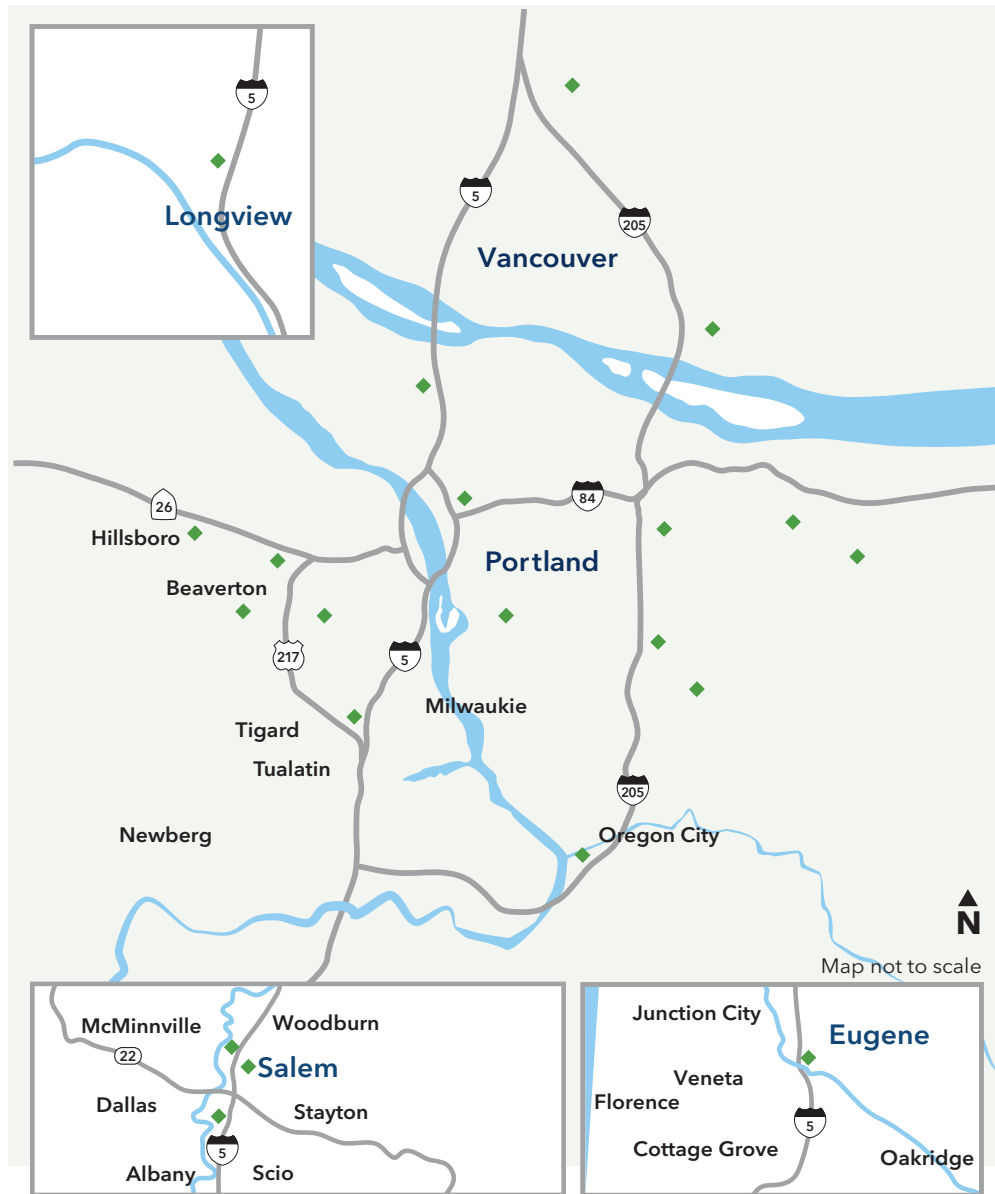 5
Longview
5
205
Vancouver
26
Hillsboro
84
Portland
Beaverton
217
5
Milwaukie
Tigard
Tualatin
205
Newberg
Oregon City
N
Map not to scale
McMinnville
Woodburn
22
Salem
Dallas
Stayton
5
Albany
Scio
Junction City
Eugene
Veneta
Florence
5
Cottage Grove
Oakridge